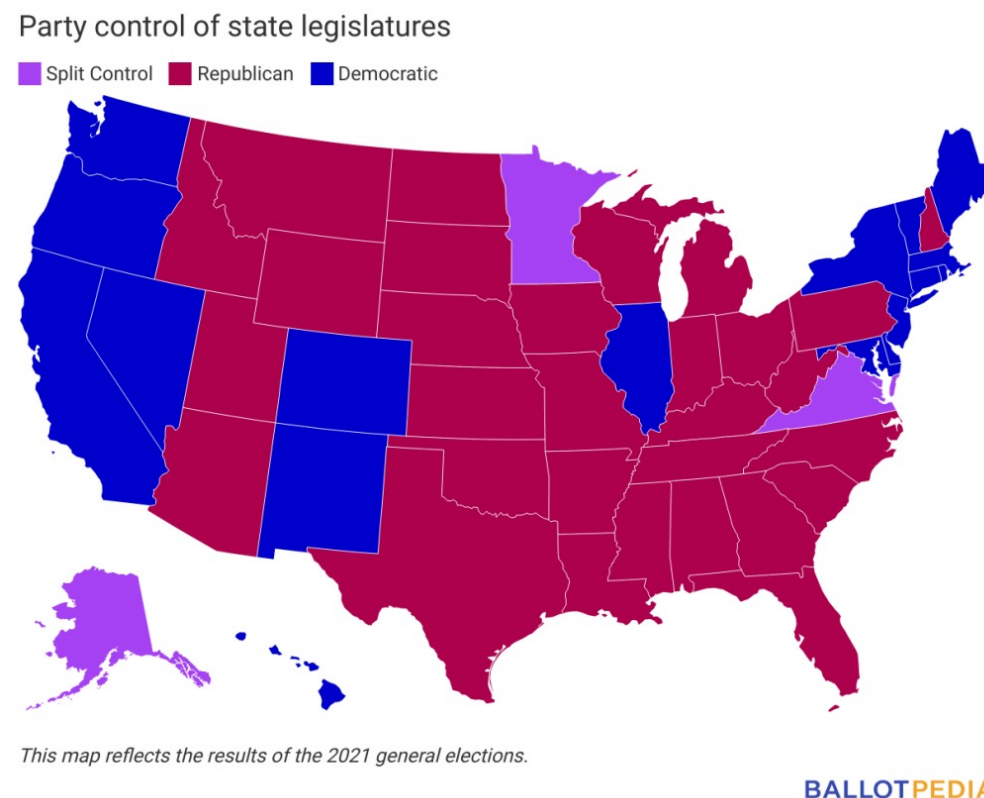 Party control of state legislatures
Split Control Republican Democratic
This map reflects the results of the 2021 general elections.
BALLOTPEDIA